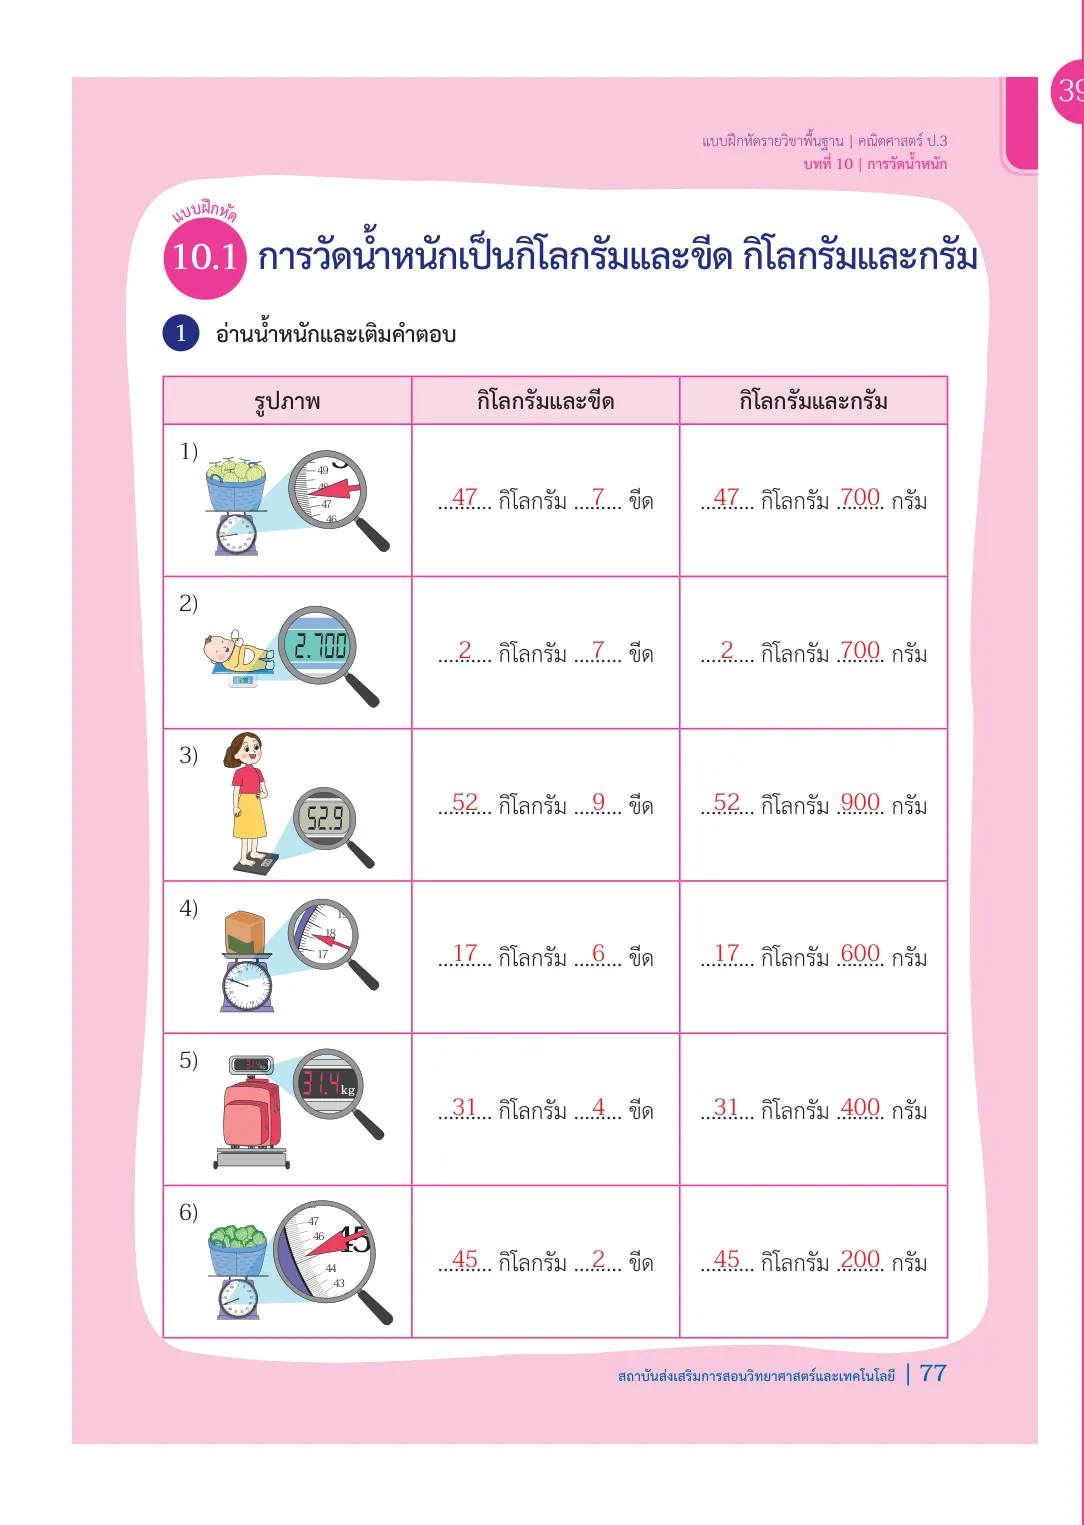 39
แบบฝึกหัดรายวิชาพื้นฐาน | คณิตศาสตร์ ป.3
บทที่ 10 | การวัดน้ำหนัก
แบบฝึกหัด
10.1 การวัดน้ำหนักเป็นกิโลกรัมและขีด กิโลกรัมและกรัม
1 อ่านน้ำหนักและเติมคำตอบ
รูปภาพ กิโลกรัมและขีด กิโลกรัมและกรัม
1) 49 48 47 46 47 กิโลกรัม 7 ขีด 47 กิโลกรัม 700 กรัม
2) 2.700 2 กิโลกรัม 7 ขีด 2 กิโลกรัม 700 กรัม
3) 52.9 52 กิโลกรัม 9 ขีด 52 กิโลกรัม 900 กรัม
4) 18 17 17 กิโลกรัม 6 ขีด 17 กิโลกรัม 600 กรัม
5) 31.4 kg 31 กิโลกรัม 4 ขีด 31 กิโลกรัม 400 กรัม
6) 47 46 45 44 43 45 กิโลกรัม 2 ขีด 45 กิโลกรัม 200 กรัม
สถาบันส่งเสริมการสอนวิทยาศาสตร์และเทคโนโลยี | 77